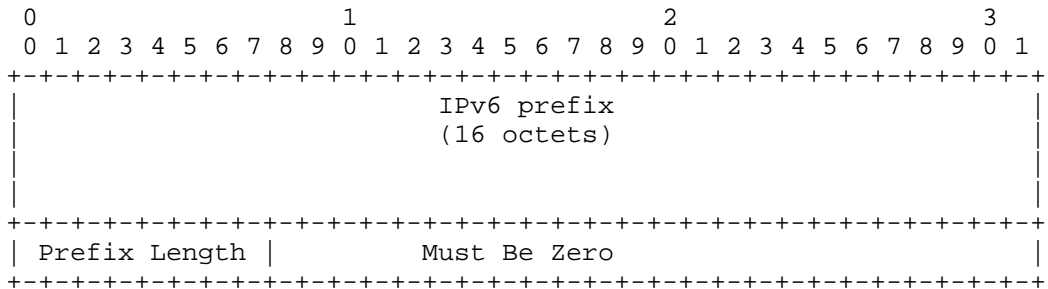 0                   1                   2                   3
 0 1 2 3 4 5 6 7 8 9 0 1 2 3 4 5 6 7 8 9 0 1 2 3 4 5 6 7 8 9 0 1
+-+-+-+-+-+-+-+-+-+-+-+-+-+-+-+-+-+-+-+-+-+-+-+-+-+-+-+-+-+-+-+-+
|                          IPv6 prefix                          |
|                          (16 octets)                          |
|                                                               |
|                                                               |
+-+-+-+-+-+-+-+-+-+-+-+-+-+-+-+-+-+-+-+-+-+-+-+-+-+-+-+-+-+-+-+-+
| Prefix Length |         Must Be Zero                          |
+-+-+-+-+-+-+-+-+-+-+-+-+-+-+-+-+-+-+-+-+-+-+-+-+-+-+-+-+-+-+-+-+